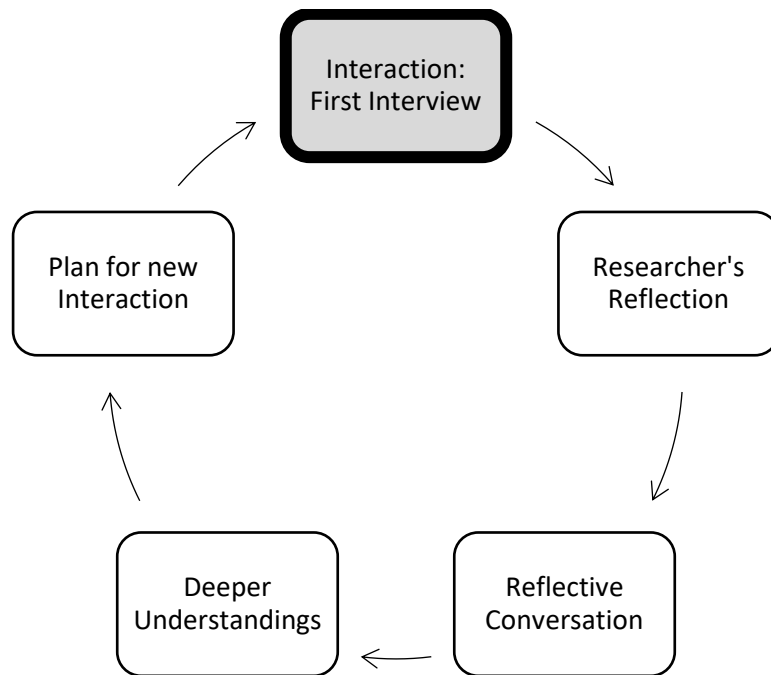 Interaction:
First Interview
Researcher's
Reflection
Reflective
Conversation
Deeper
Understandings
Plan for new
Interaction